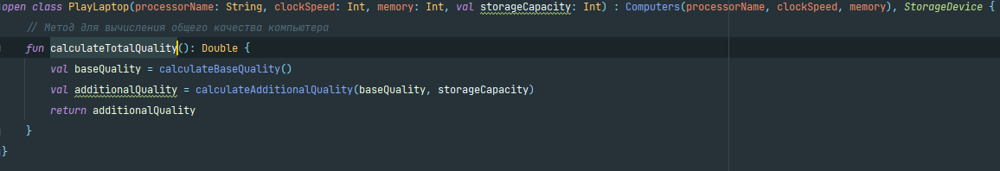 open class PlayLaptop(processorName: String, clockSpeed: Int, memory: Int, val storageCapacity: Int) : Computers(processorName, clockSpeed, memory), StorageDevice {
// Метод для вычисления общего качества компьютера
fun calculateTotalQuality(): Double {
val baseQuality = calculateBaseQuality()
val additionalQuality = calculateAdditionalQuality(baseQuality, storageCapacity)
return additionalQuality
}
}